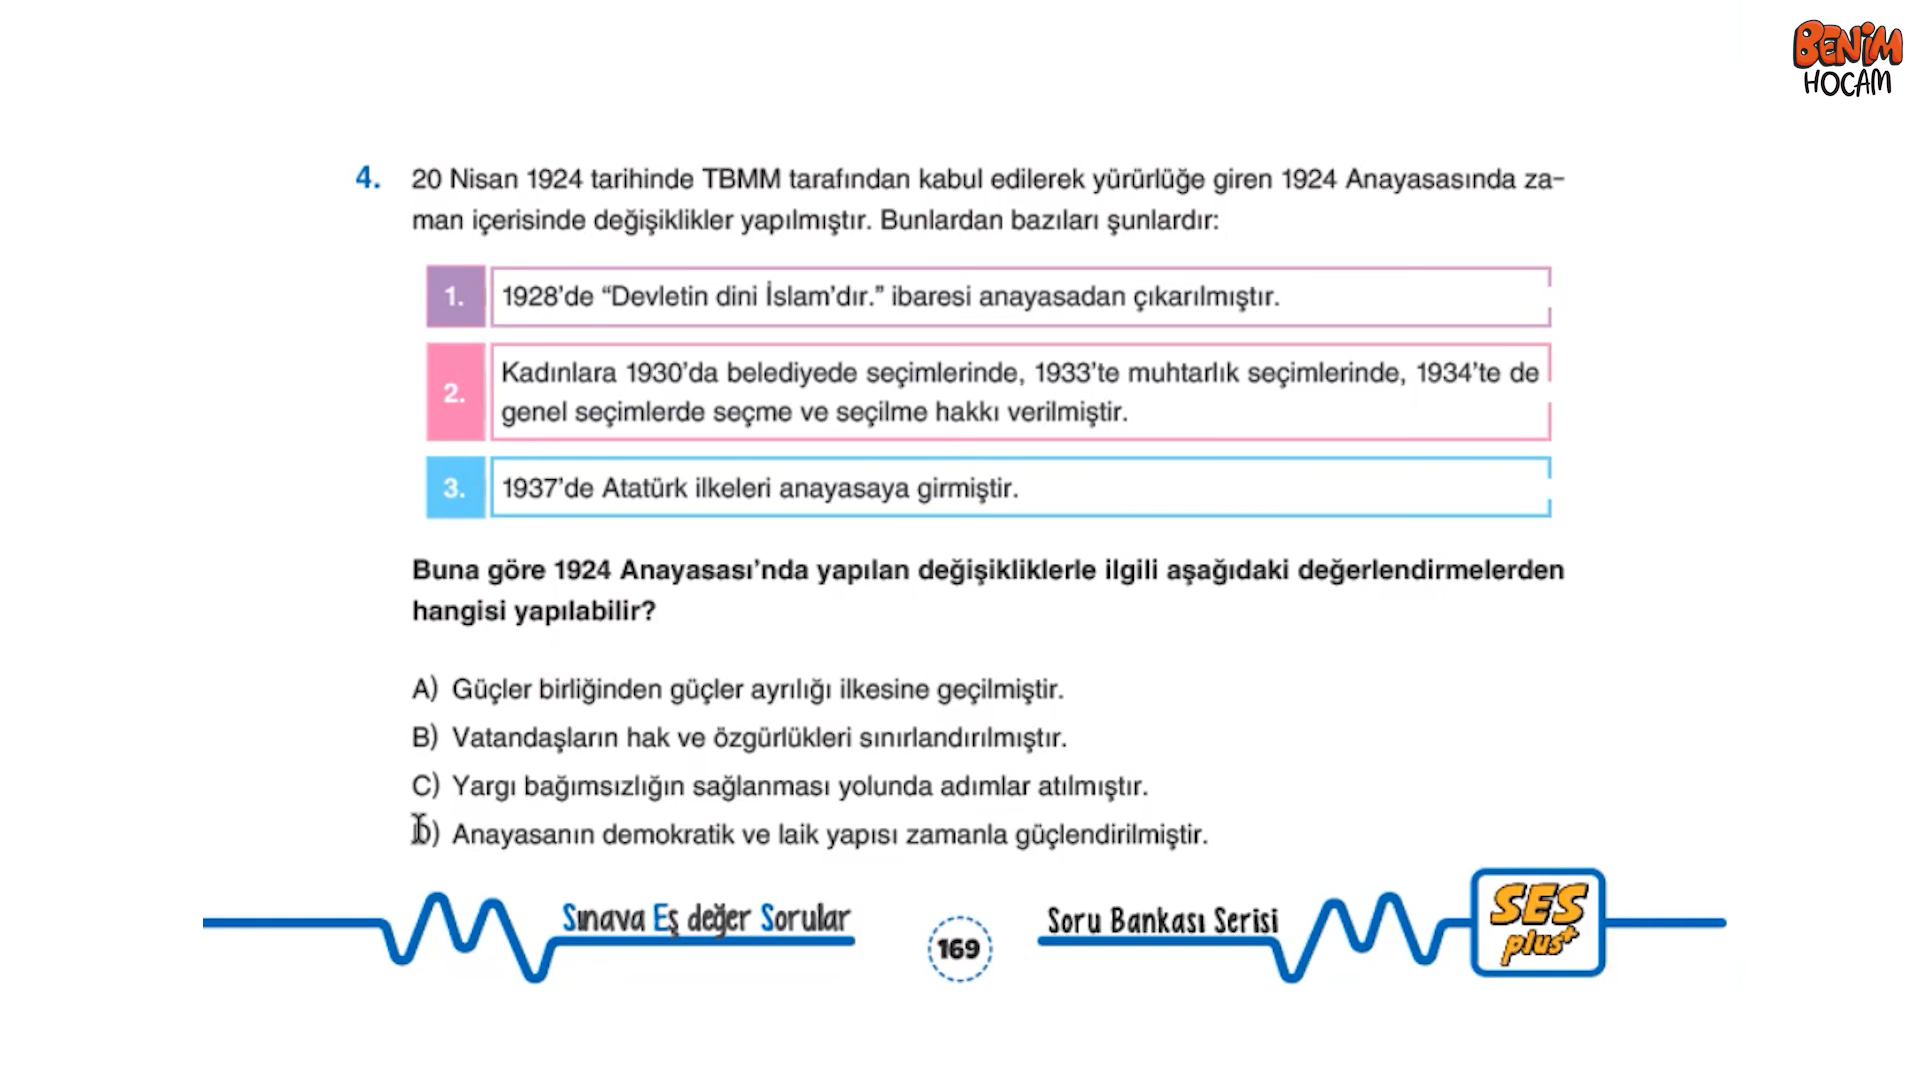 BENİM
HOCAM
4. 20 Nisan 1924 tarihinde TBMM tarafından kabul edilerek yürürlüğe giren 1924 Anayasasında za-
man içerisinde değişiklikler yapılmıştır. Bunlardan bazıları şunlardır:
1. 1928’de “Devletin dini İslam’dır.” ibaresi anayasadan çıkarılmıştır.
2. Kadınlara 1930’da belediyede seçimlerinde, 1933’te muhtarlık seçimlerinde, 1934’te de
genel seçimlerde seçme ve seçilme hakkı verilmiştir.
3. 1937’de Atatürk ilkeleri anayasaya girmiştir.
Buna göre 1924 Anayasası’nda yapılan değişikliklerle ilgili aşağıdaki değerlendirmelerden
hangisi yapılabilir?
A) Güçler birliğinden güçler ayrılığı ilkesine geçilmiştir.
B) Vatandaşların hak ve özgürlükleri sınırlandırılmıştır.
C) Yargı bağımsızlığın sağlanması yolunda adımlar atılmıştır.
D) Anayasanın demokratik ve laik yapısı zamanla güçlendirilmiştir.
Sınava Eş değer Sorular
169
Soru Bankası Serisi
SES
plus+